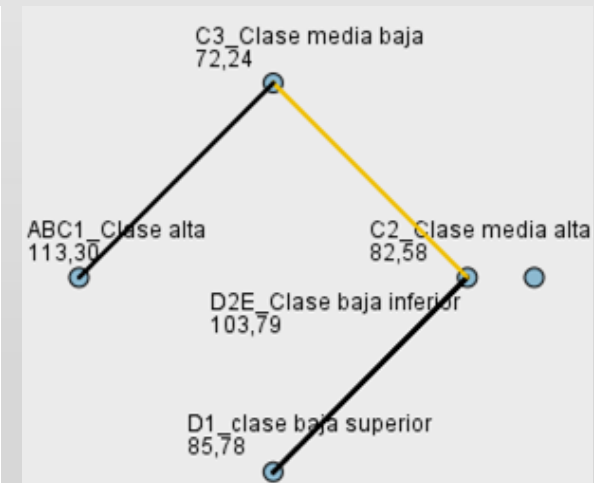 C3_Clase media baja
72,24
ABC1_Clase alta
113,30
C2_Clase media alta
82,58
D2E_Clase baja inferior
103,79
D1_clase baja superior
85,78